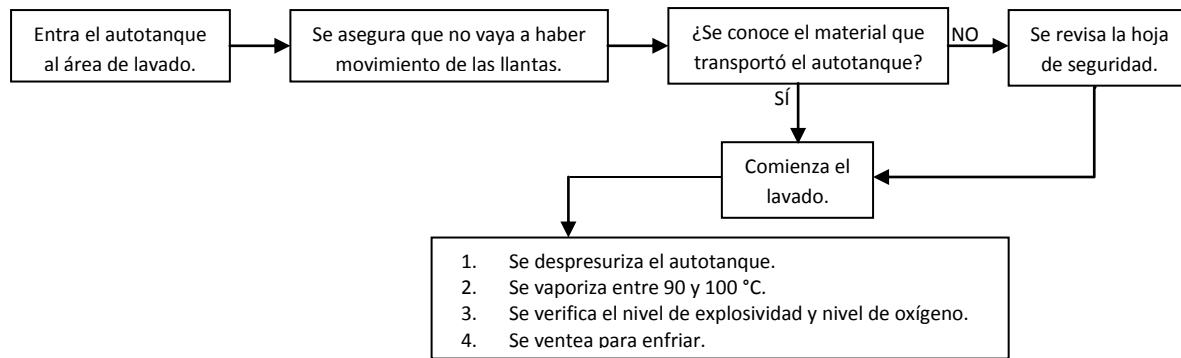 Entra el autotanque
al área de lavado.
Se asegura que no vaya a haber
movimiento de las llantas.
¿Se conoce el material que
transportó el autotanque?
NO
Se revisa la hoja
de seguridad.
SÍ
Comienza el
lavado.
1. Se despresuriza el autotanque.
2. Se vaporiza entre 90 y 100 °C.
3. Se verifica el nivel de explosividad y nivel de oxígeno.
4. Se ventea para enfriar.